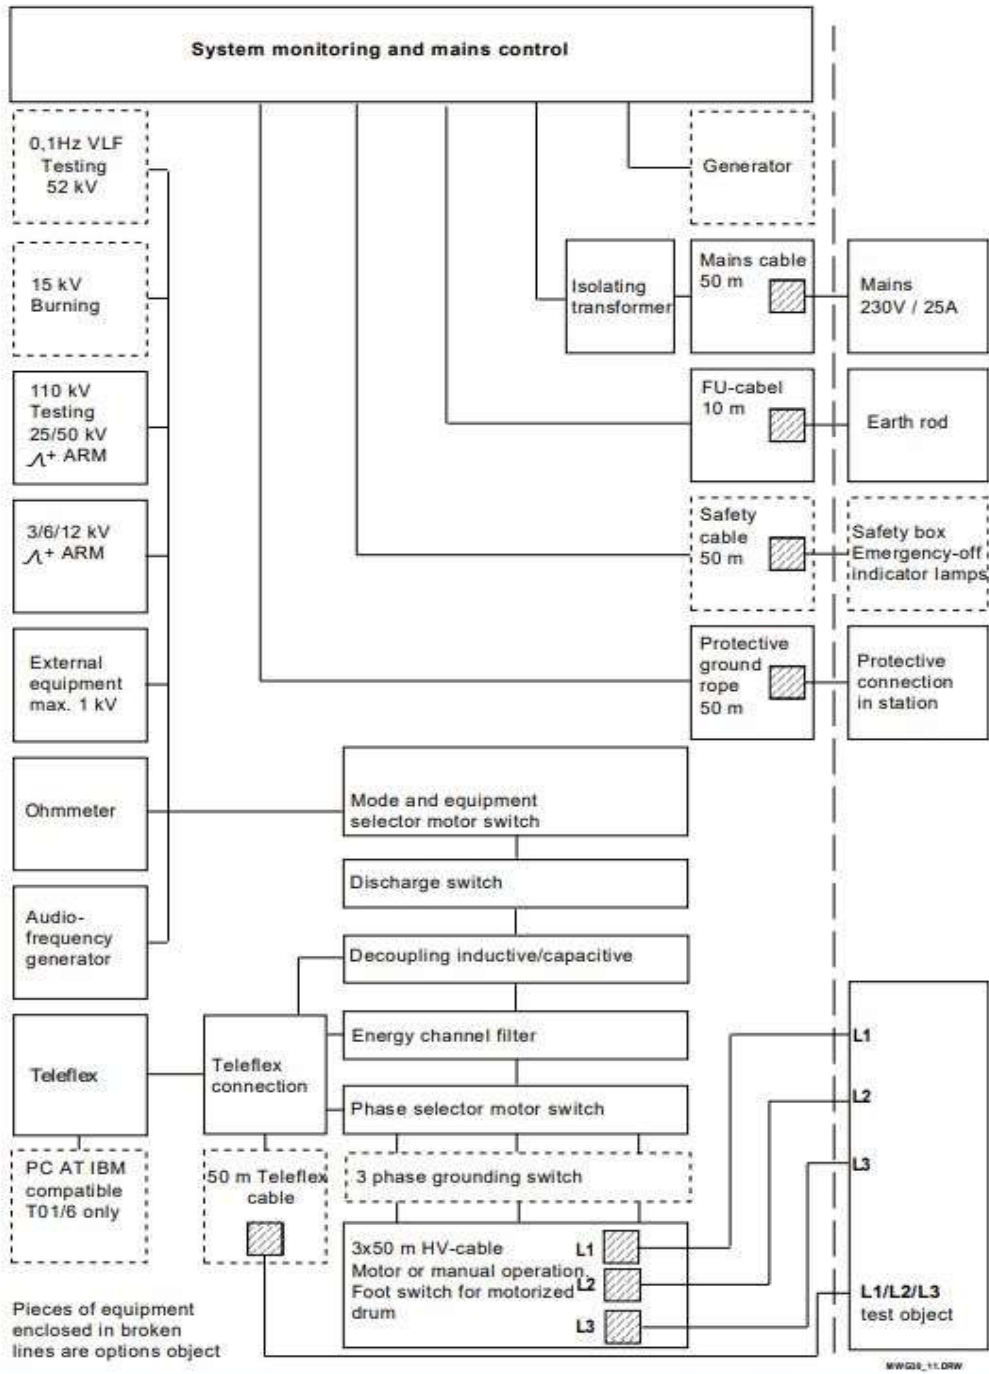 System monitoring and mains control
0,1Hz VLF
Testing
52 kV
Generator
15 kV
Burning
Isolating
transformer
Mains cable
50 m
Mains
230V / 25A
110 kV
Testing
25/50 kV
+ ARM
FU-cabel
10 m
Earth rod
3/6/12 kV
+ ARM
Safety
cable
50 m
Safety box
Emergency-off
indicator lamps
External
equipment
max. 1 kV
Protective
ground
rope
50 m
Protective
connection
in station
Ohmmeter
Mode and equipment
selector motor switch
Discharge switch
Audio-
frequency
generator
Decoupling inductive/capacitive
Teleflex
Teleflex
connection
Energy channel filter
Phase selector motor switch
L1
L2
L3
PC AT IBM
compatible
T01/6 only
50 m Teleflex
cable
3 phase grounding switch
3x50 m HV-cable
Motor or manual operation
Foot switch for motorized
drum
L1
L2
L3
L1/L2/L3
test object
Pieces of equipment
enclosed in broken
lines are options object